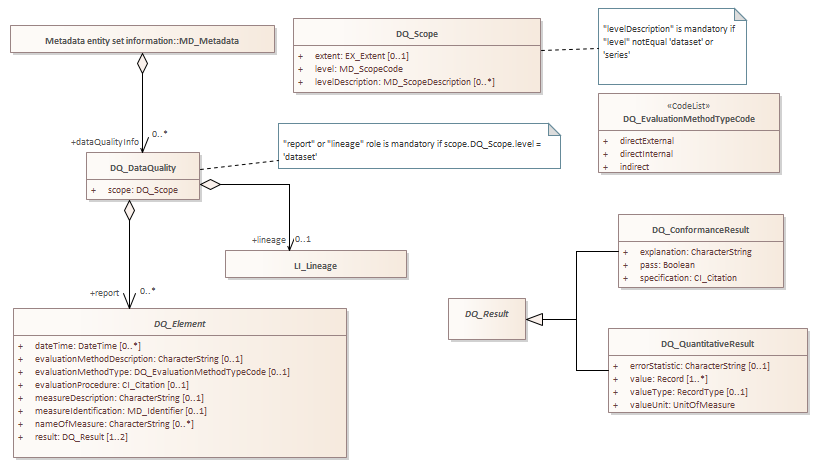 Metadata entity set information::MD_Metadata
DQ_Scope
+ extent: EX_Extent [0..1]
+ level: MD_ScopeCode
+ levelDescription: MD_ScopeDescription [0..*]
"levelDescription" is mandatory if
"level" notEqual 'dataset' or
'series'
«CodeList»
DQ_EvaluationMethodTypeCode
+ directExternal
+ directInternal
+ indirect
+dataQualityInfo
0..*
"report" or "lineage" role is mandatory if scope.DQ_Scope.level =
'dataset'
DQ_DataQuality
+ scope: DQ_Scope
+lineage
0..1
LI_Lineage
+report
0..*
DQ_Element
+ dateTime: DateTime [0..*]
+ evaluationMethodDescription: CharacterString [0..1]
+ evaluationMethodType: DQ_EvaluationMethodTypeCode [0..1]
+ evaluationProcedure: CI_Citation [0..1]
+ measureDescription: CharacterString [0..1]
+ measureIdentification: MD_Identifier [0..1]
+ nameOfMeasure: CharacterString [0..*]
+ result: DQ_Result [1..2]
DQ_Result
DQ_ConformanceResult
+ explanation: CharacterString
+ pass: Boolean
+ specification: CI_Citation
DQ_QuantitativeResult
+ errorStatistic: CharacterString [0..1]
+ value: Record [1..*]
+ valueType: RecordType [0..1]
+ valueUnit: UnitOfMeasure